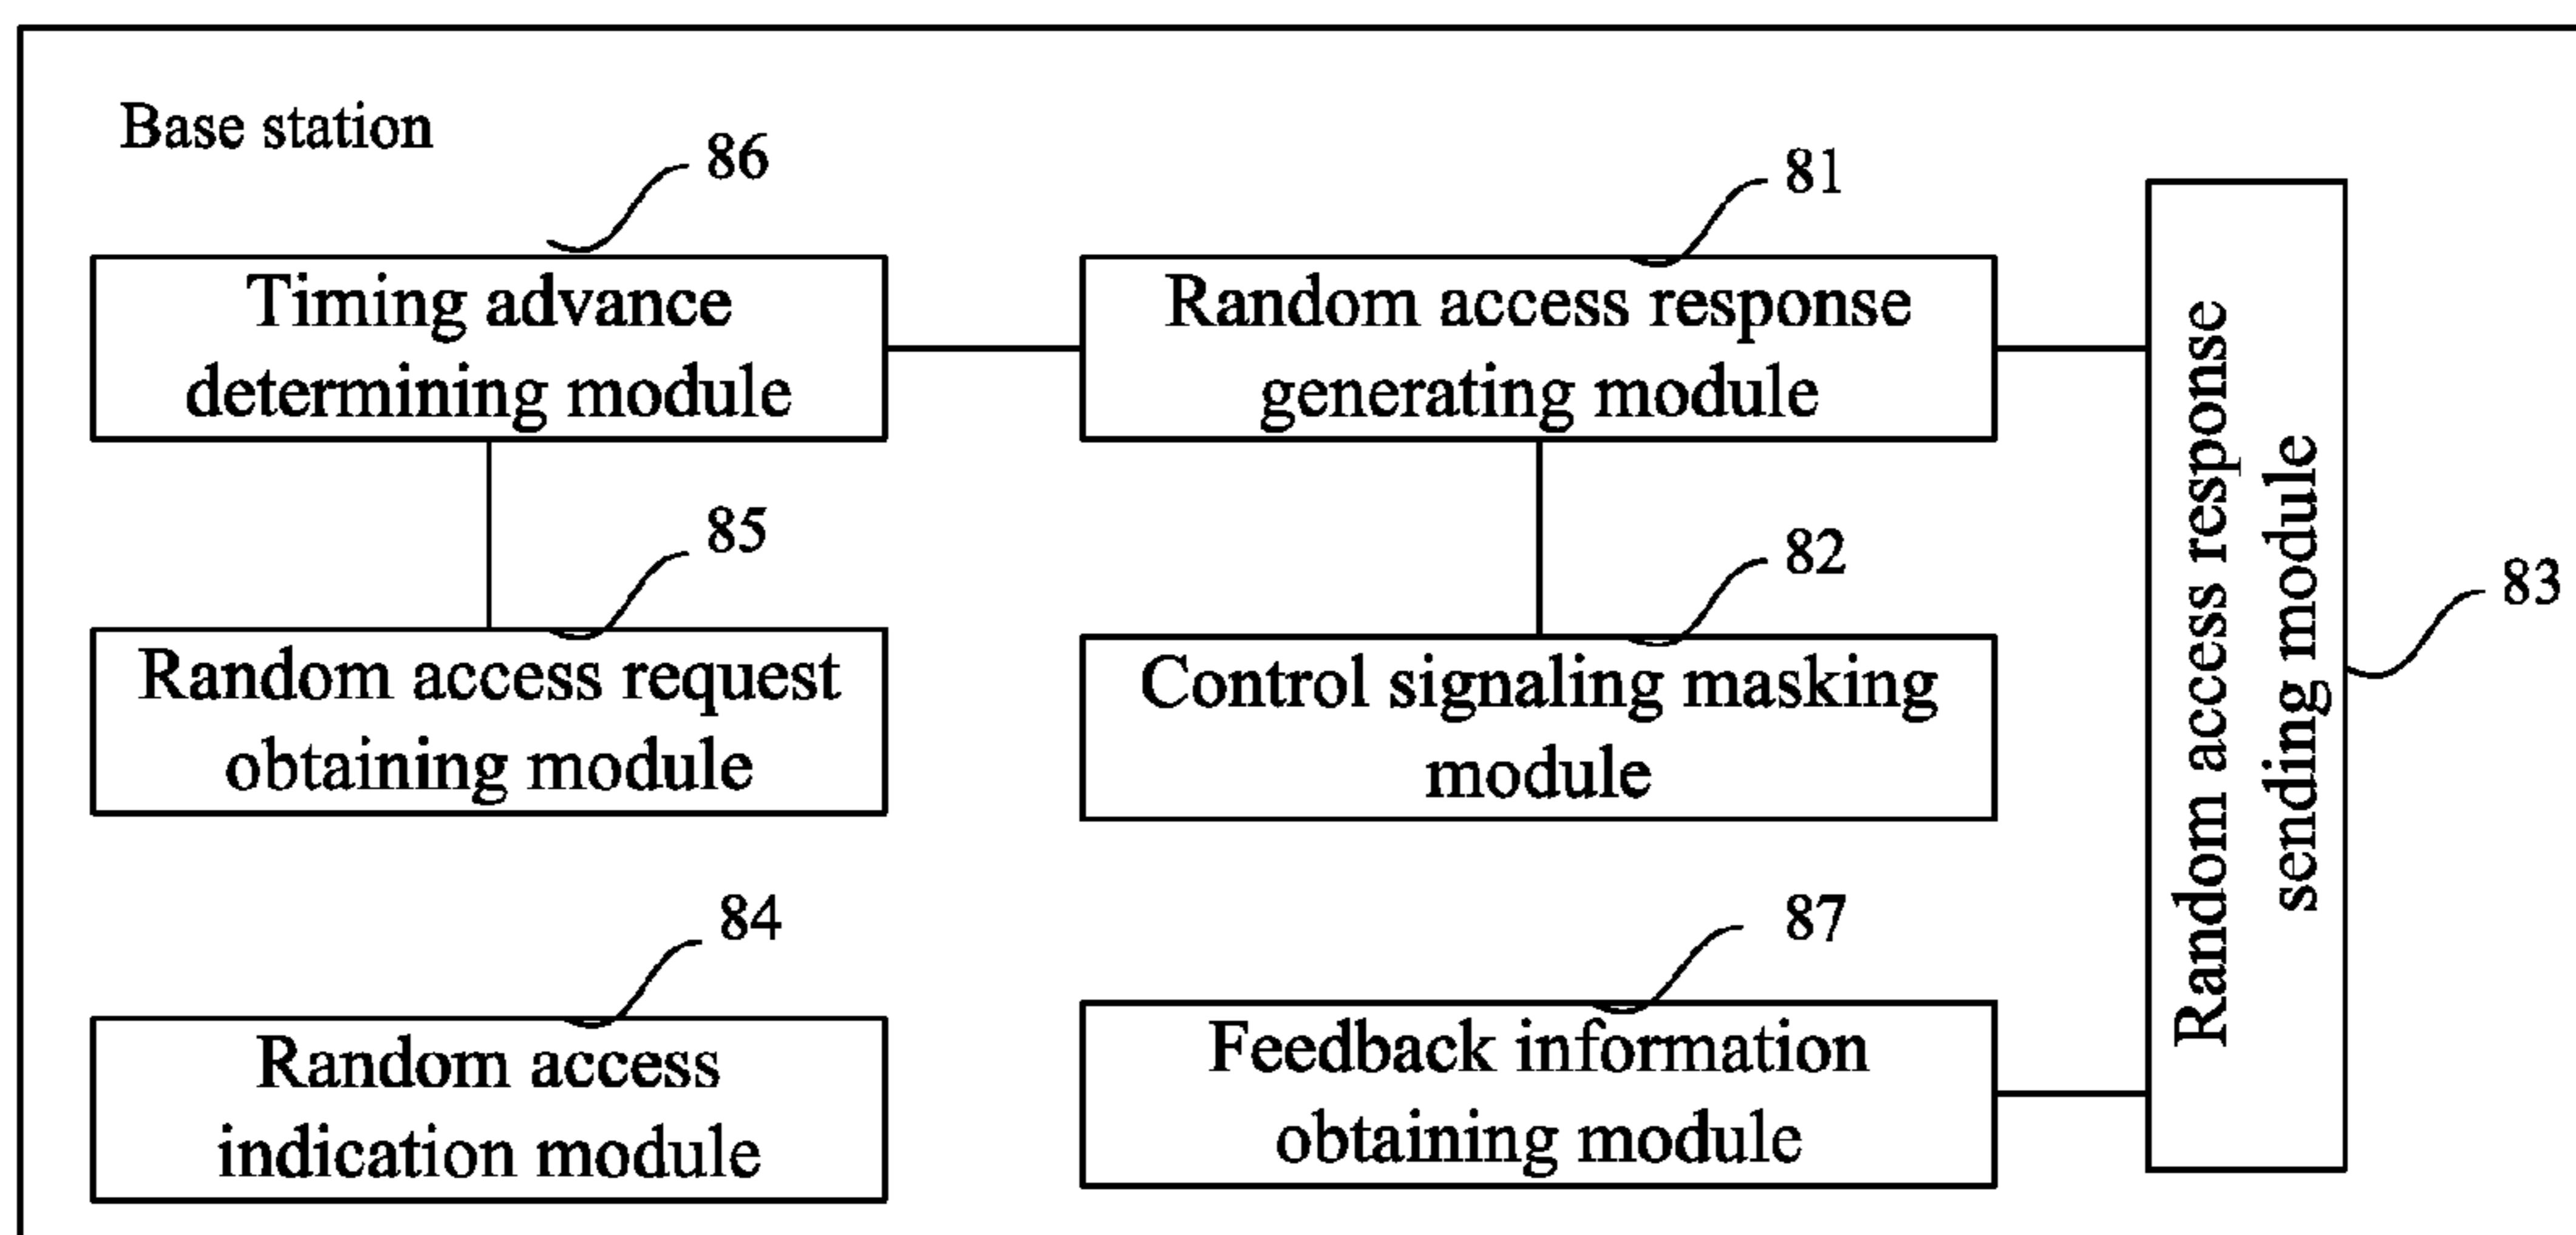 Base station
86
Timing advance
determining module
81
Random access response
generating module
85
Random access request
obtaining module
82
Control signaling masking
module
84
Random access
indication module
87
Feedback information
obtaining module
Random access response
sending module
83